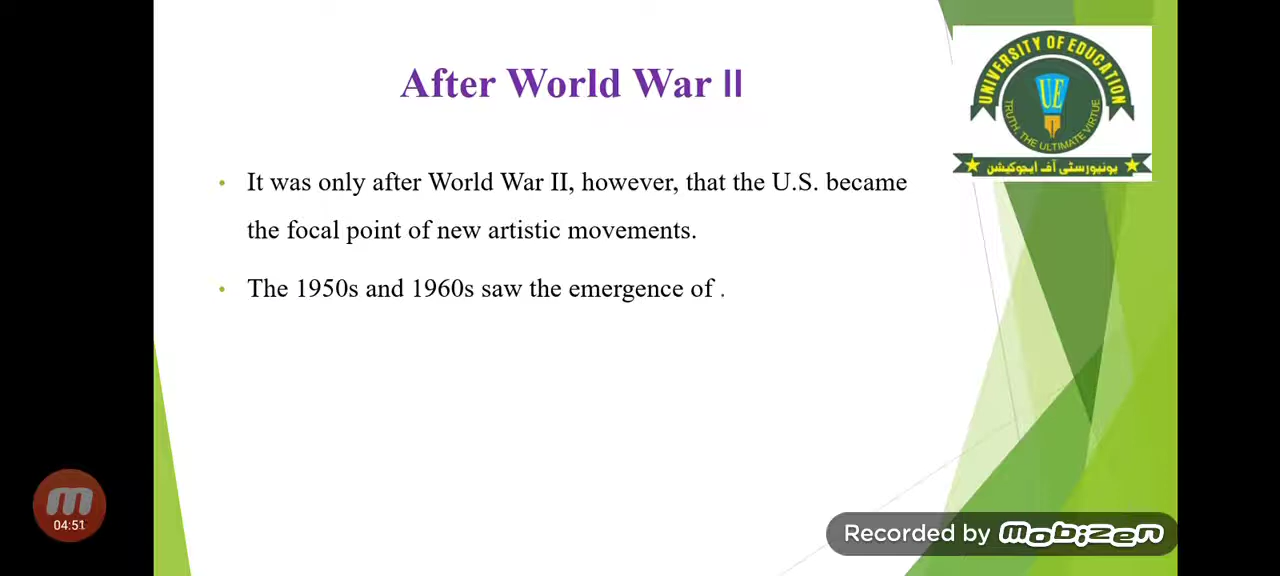 After World War II
UNIVERSITY OF EDUCATION
UE
TRUTH, THE ULTIMATE VIRTUE
یونیورسٹی آف ایجوکیشن
• It was only after World War II, however, that the U.S. became
the focal point of new artistic movements.
• The 1950s and 1960s saw the emergence of .
04:51
Recorded by mobizen